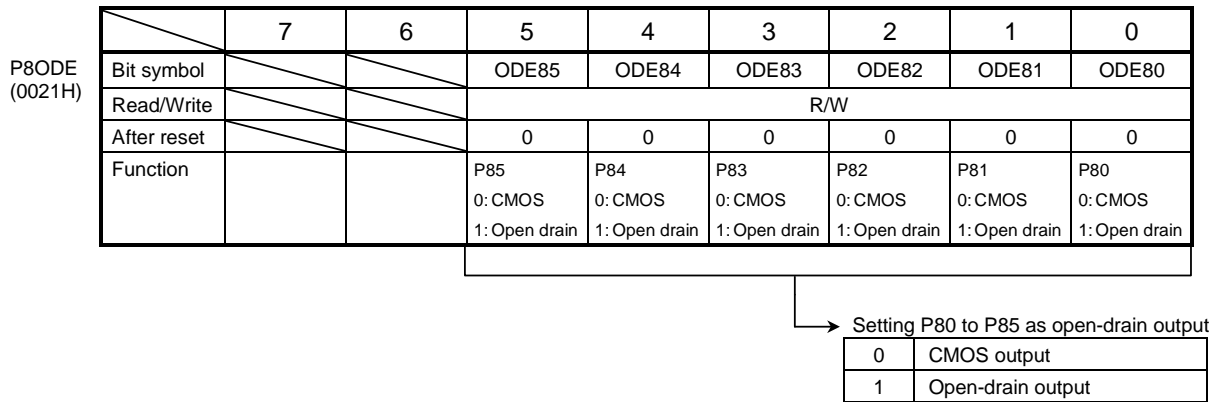 7 6 5 4 3 2 1 0
P8ODE
(0021H)
Bit symbol ODE85 ODE84 ODE83 ODE82 ODE81 ODE80
Read/Write R/W
After reset 0 0 0 0 0 0
Function P85 P84 P83 P82 P81 P80
0: CMOS 0: CMOS 0: CMOS 0: CMOS 0: CMOS 0: CMOS
1: Open drain 1: Open drain 1: Open drain 1: Open drain 1: Open drain 1: Open drain
Setting P80 to P85 as open-drain output
0 CMOS output
1 Open-drain output